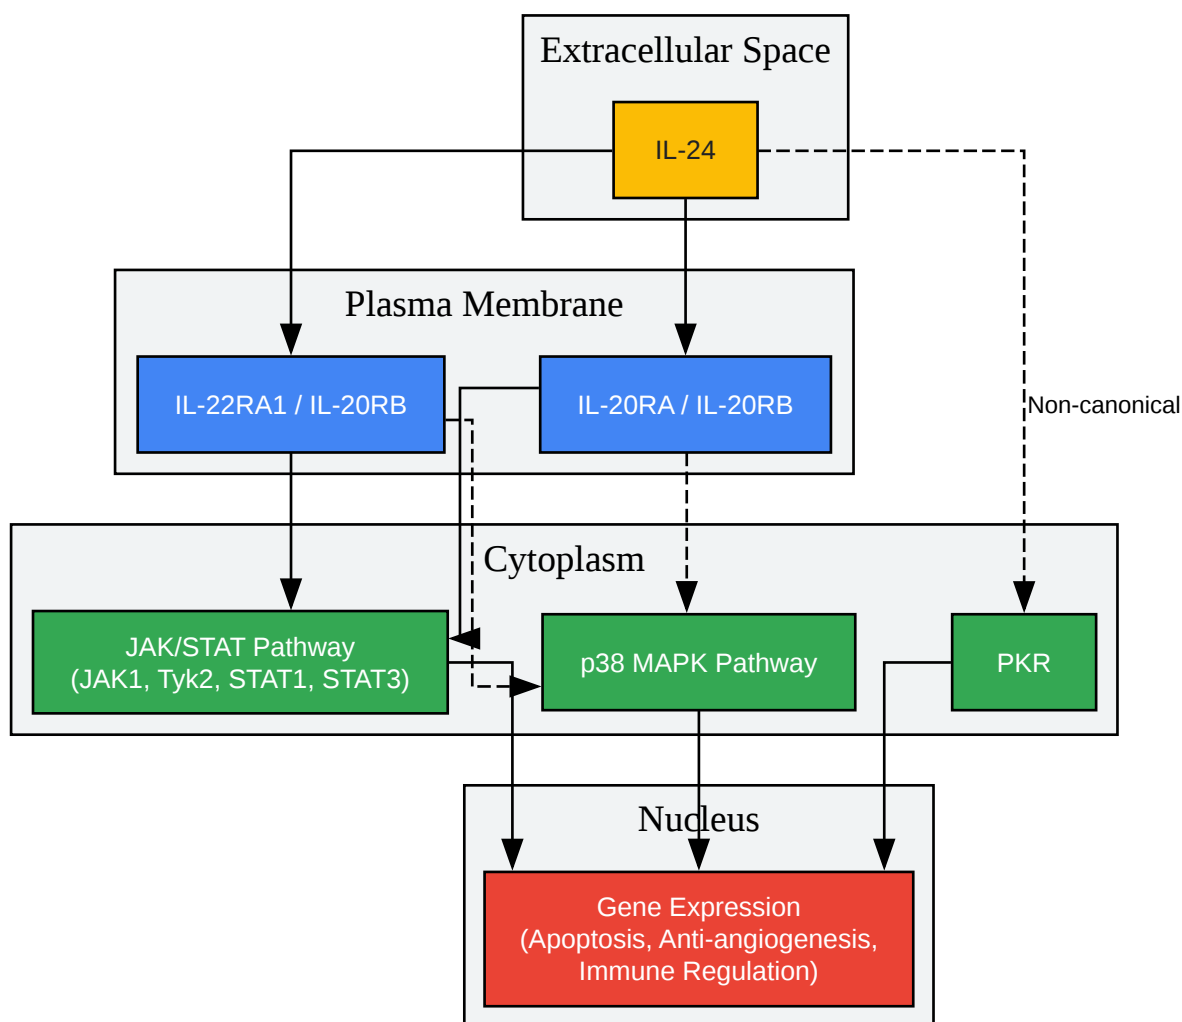 Extracellular Space
IL-24
Plasma Membrane
IL-22RA1 / IL-20RB
IL-20RA / IL-20RB
Non-canonical
Cytoplasm
JAK/STAT Pathway
(JAK1, Tyk2, STAT1, STAT3)
p38 MAPK Pathway
PKR
Nucleus
Gene Expression
(Apoptosis, Anti-angiogenesis,
Immune Regulation)